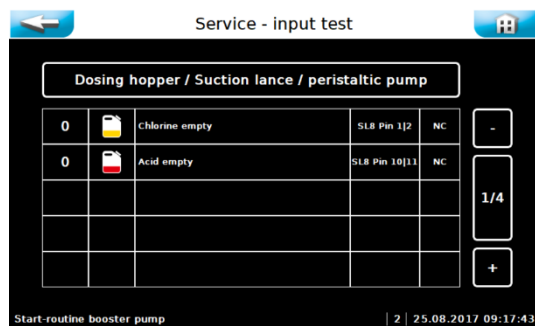 Service - input test
Dosing hopper / Suction lance / peristaltic pump
0 Chlorine empty SL8 Pin 1|2 NC -
0 Acid empty SL8 Pin 10|11 NC
1/4
+
Start-routine booster pump | 2 | 25.08.2017 09:17:43